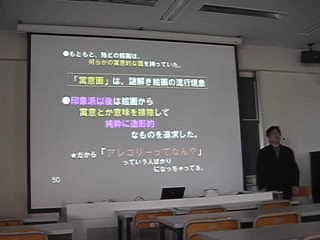 ●もともと、殆どの絵画は、
何らかの寓意的な面を持っていた。
「寓意画」は、謎解き絵画の流行現象
●印象派以後は絵画から
寓意とか意味を排除して
純粋に造形的
なものを追求した。
★だから「アレゴリーってなんや」
っていう人ばかり
になっちゃってる。
50